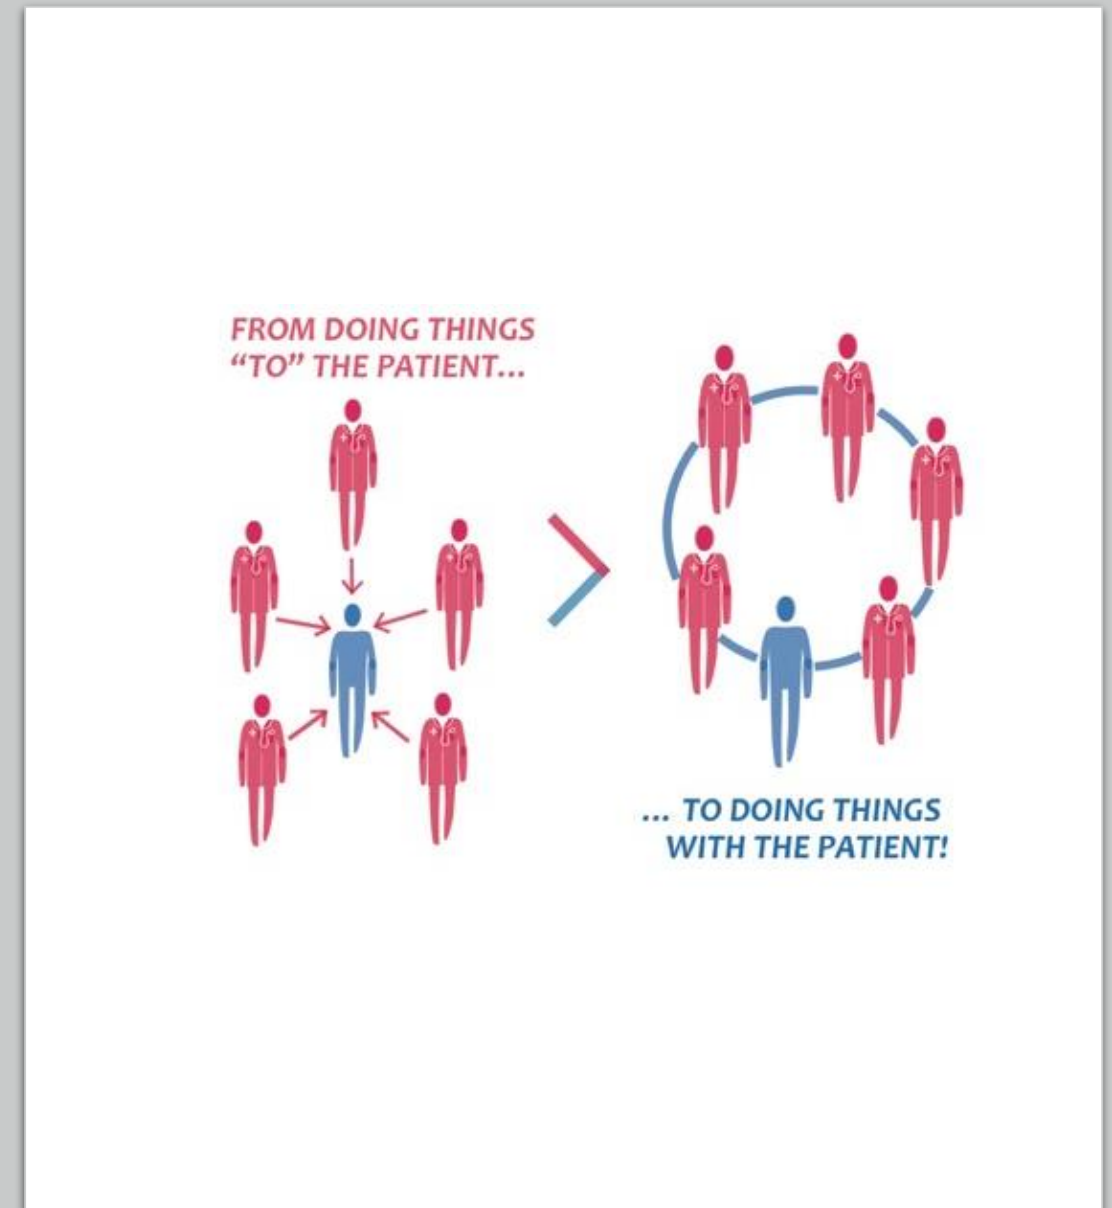 FROM DOING THINGS
“TO” THE PATIENT...
... TO DOING THINGS
WITH THE PATIENT!